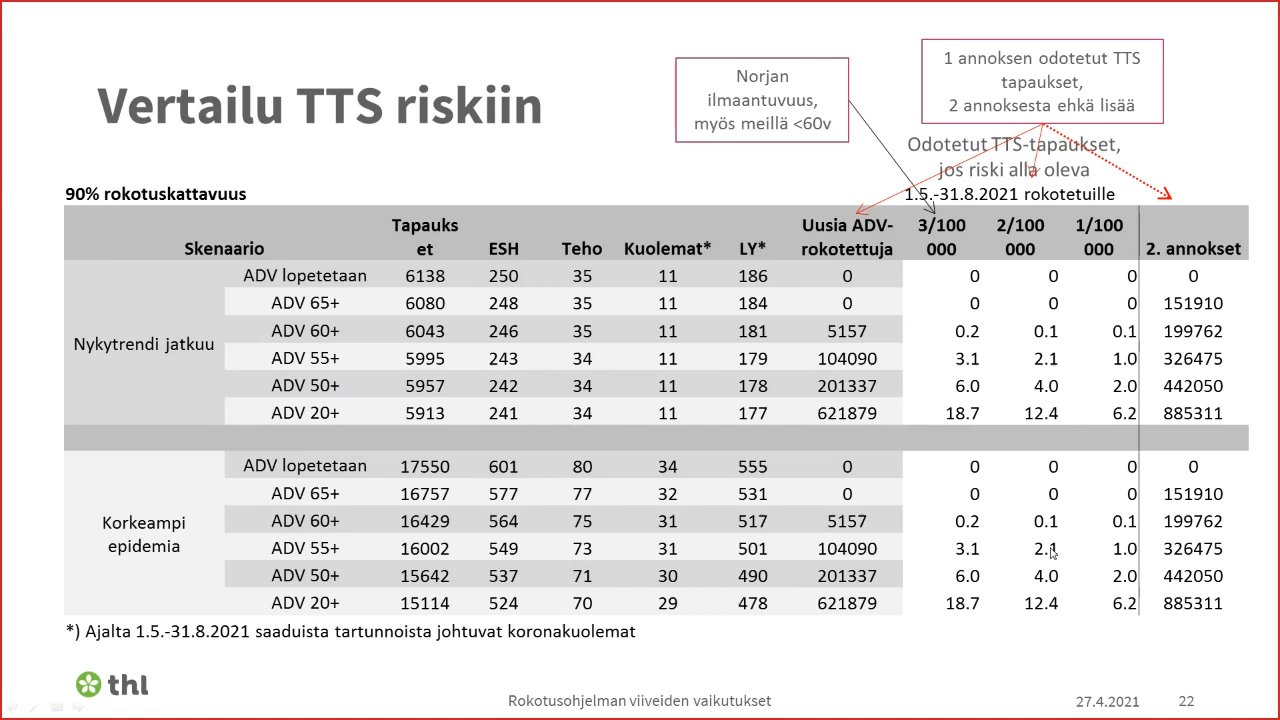 Vertailu TTS riskiin
Norjan
ilmaantuvuus,
myös meillä <60v
1 annoksen odotetut TTS
tapaukset,
2 annoksesta ehkä lisää
Odotetut TTS-tapaukset,
jos riski alla oleva
90% rokotuskattavuus 1.5.-31.8.2021 rokotetuille
Tapauks Uusia ADV- 3/100 2/100 1/100
Skenaario et ESH Teho Kuolemat* LY* rokotettuja 000 000 000 2. annokset
ADV lopetetaan 6138 250 35 11 186 0 0 0 0 0
ADV 65+ 6080 248 35 11 184 0 0 0 0 151910
ADV 60+ 6043 246 35 11 181 5157 0.2 0.1 0.1 199762
Nykytrendi jatkuu
ADV 55+ 5995 243 34 11 179 104090 3.1 2.1 1.0 326475
ADV 50+ 5957 242 34 11 178 201337 6.0 4.0 2.0 442050
ADV 20+ 5913 241 34 11 177 621879 18.7 12.4 6.2 885311
ADV lopetetaan 17550 601 80 34 555 0 0 0 0 0
ADV 65+ 16757 577 77 32 531 0 0 0 0 151910
Korkeampi
ADV 60+ 16429 564 75 31 517 5157 0.2 0.1 0.1 199762
epidemia
ADV 55+ 16002 549 73 31 501 104090 3.1 2.1 1.0 326475
ADV 50+ 15642 537 71 30 490 201337 6.0 4.0 2.0 442050
ADV 20+ 15114 524 70 29 478 621879 18.7 12.4 6.2 885311
*) Ajalta 1.5.-31.8.2021 saaduista tartunnoista johtuvat koronakuolemat
thl
Rokotusohjelman viiveiden vaikutukset 27.4.2021 22